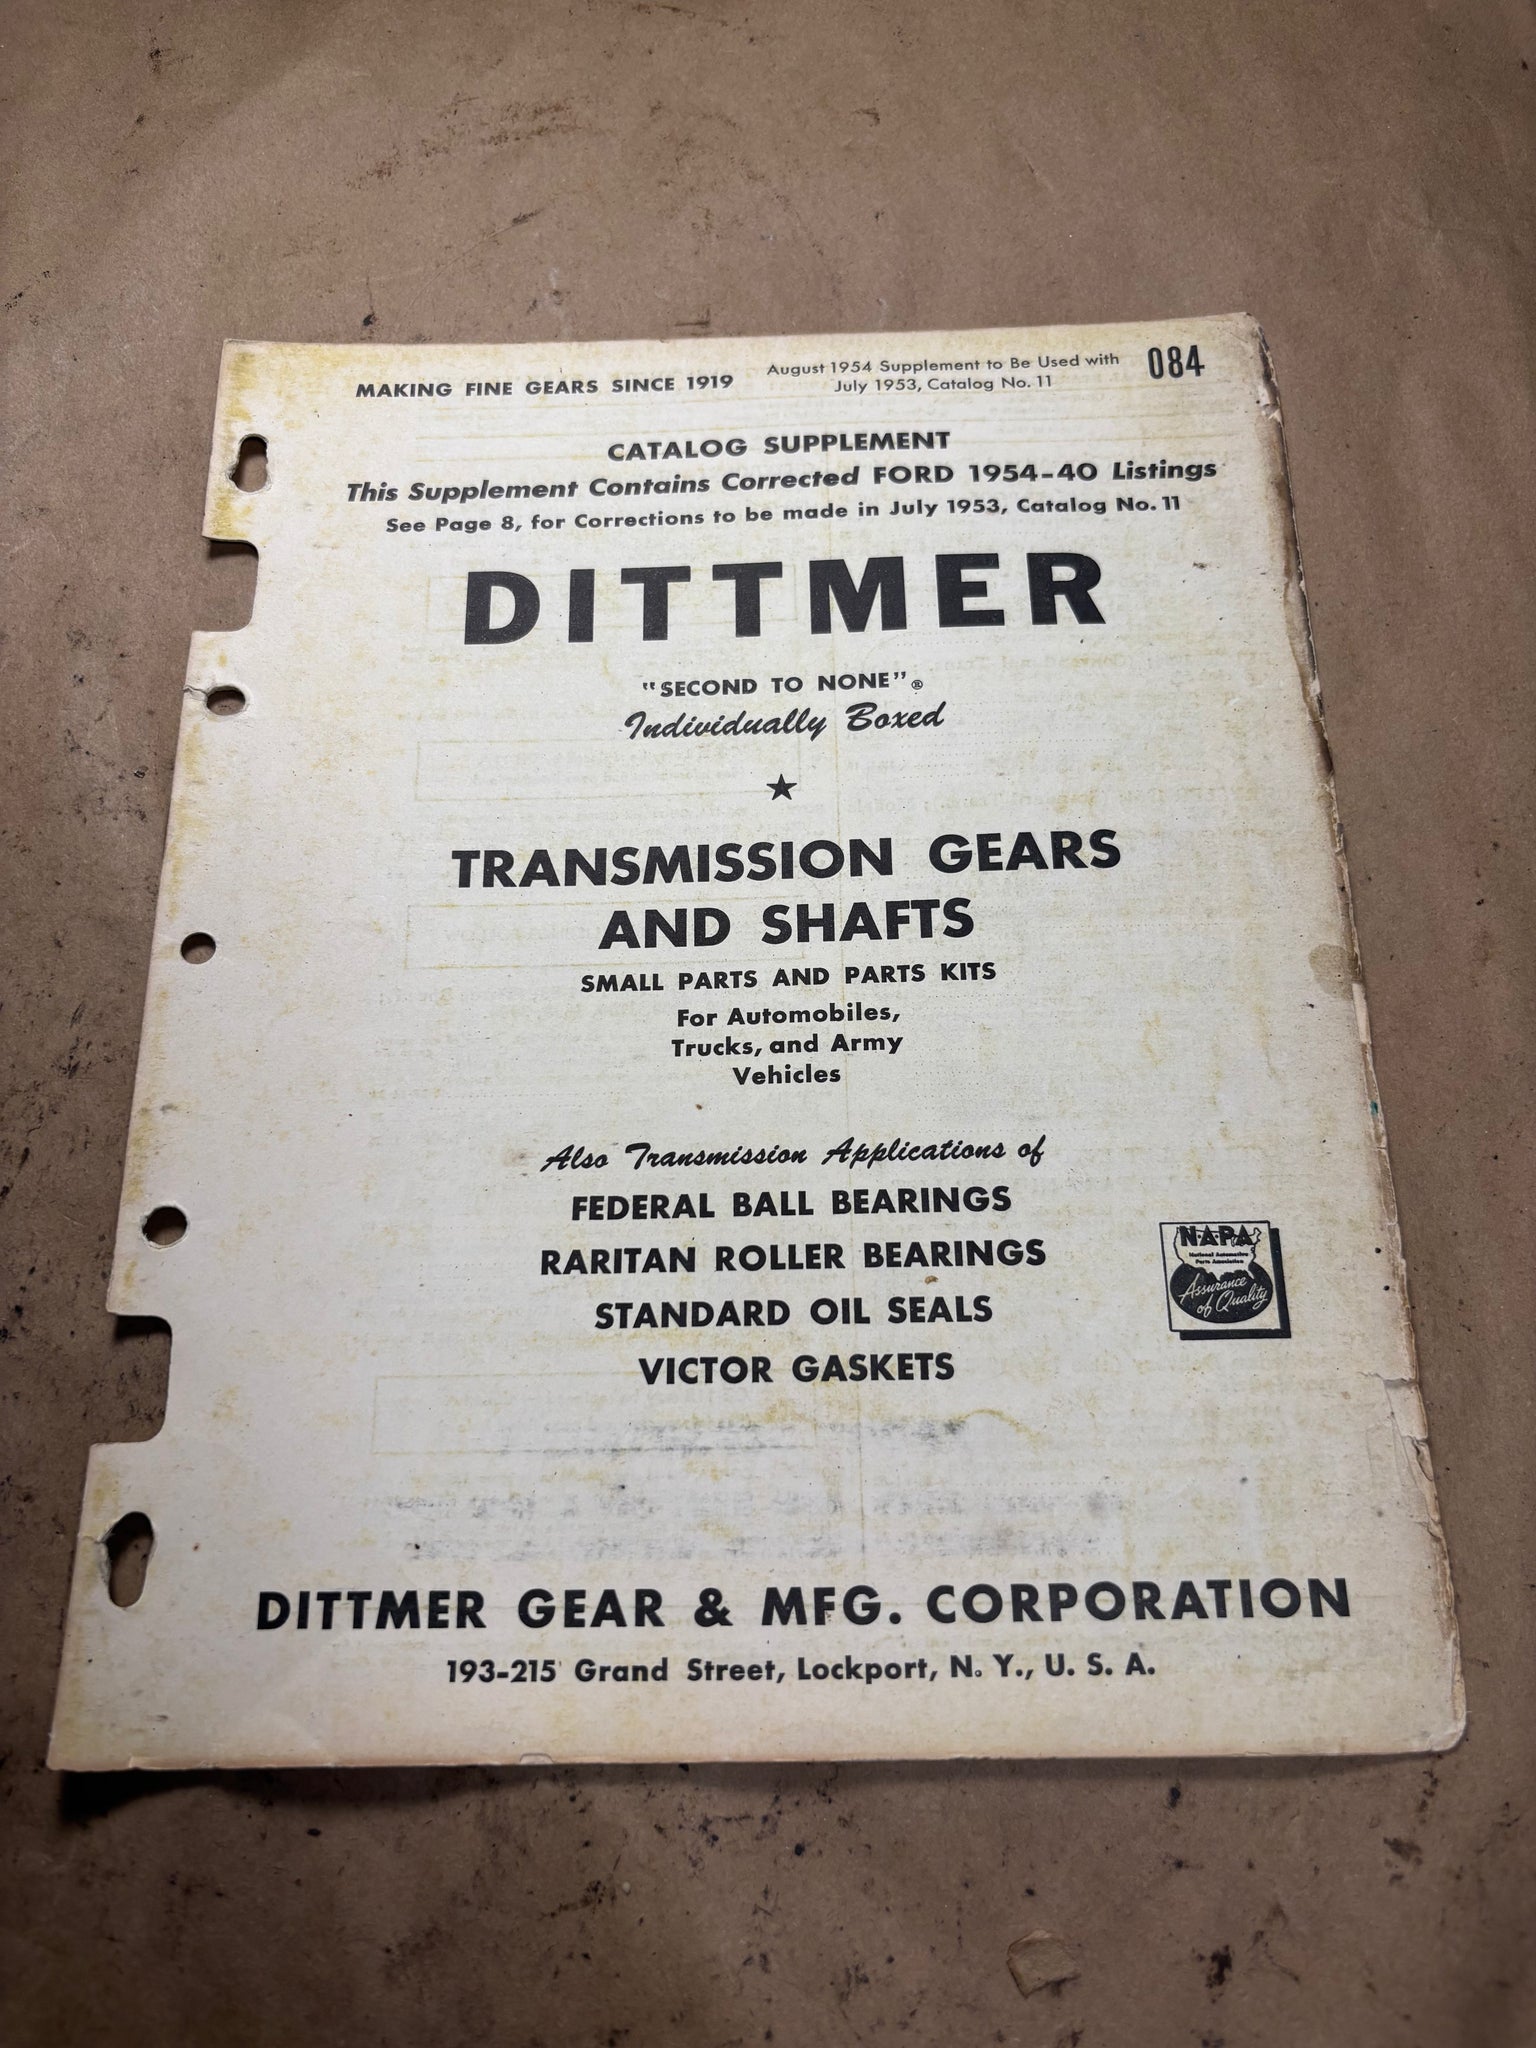 MAKING FINE GEARS SINCE 1919
August 1954 Supplement to Be Used with
July 1953, Catalog No. 11
084
CATALOG SUPPLEMENT
This Supplement Contains Corrected FORD 1954-40 Listings
See Page 8, for Corrections to be made in July 1953, Catalog No. 11
DITTMER
"SECOND TO NONE"®
Individually Boxed
★
TRANSMISSION GEARS
AND SHAFTS
SMALL PARTS AND PARTS KITS
For Automobiles,
Trucks, and Army
Vehicles
Also Transmission Applications of
FEDERAL BALL BEARINGS
RARITAN ROLLER BEARINGS
STANDARD OIL SEALS
VICTOR GASKETS
N·A·P·A
National Automotive
Parts Association
Assurance
of Quality
DITTMER GEAR & MFG. CORPORATION
193-215 Grand Street, Lockport, N. Y., U. S. A.